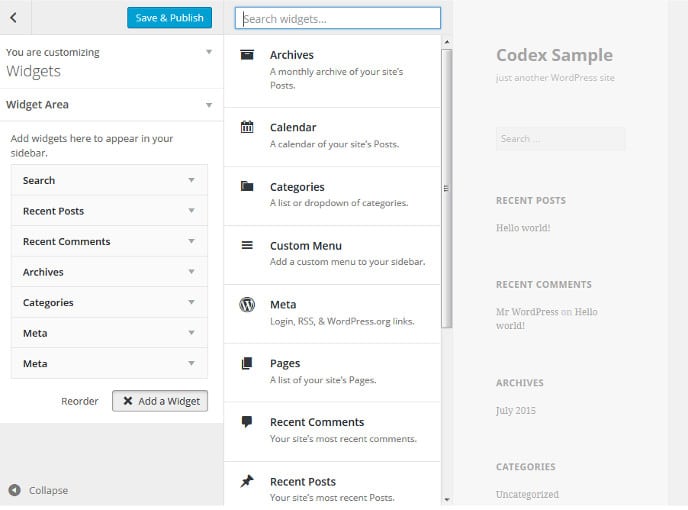 Save & Publish
You are customizing
Widgets
Widget Area
Add widgets here to appear in your
sidebar.
Search
Recent Posts
Recent Comments
Archives
Categories
Meta
Meta
Reorder
Add a Widget
Collapse
Search widgets...
Archives
A monthly archive of your site's
Posts.
Calendar
A calendar of your site's Posts.
Categories
A list or dropdown of categories.
Custom Menu
Add a custom menu to your sidebar.
Meta
Login, RSS, & WordPress.org links.
Pages
A list of your site's Pages.
Recent Comments
Your site's most recent comments.
Recent Posts
Your site's most recent Posts.
Codex Sample
just another WordPress site
Search ...
RECENT POSTS
Hello world!
RECENT COMMENTS
Mr WordPress on Hello
world!
ARCHIVES
July 2015
CATEGORIES
Uncategorized